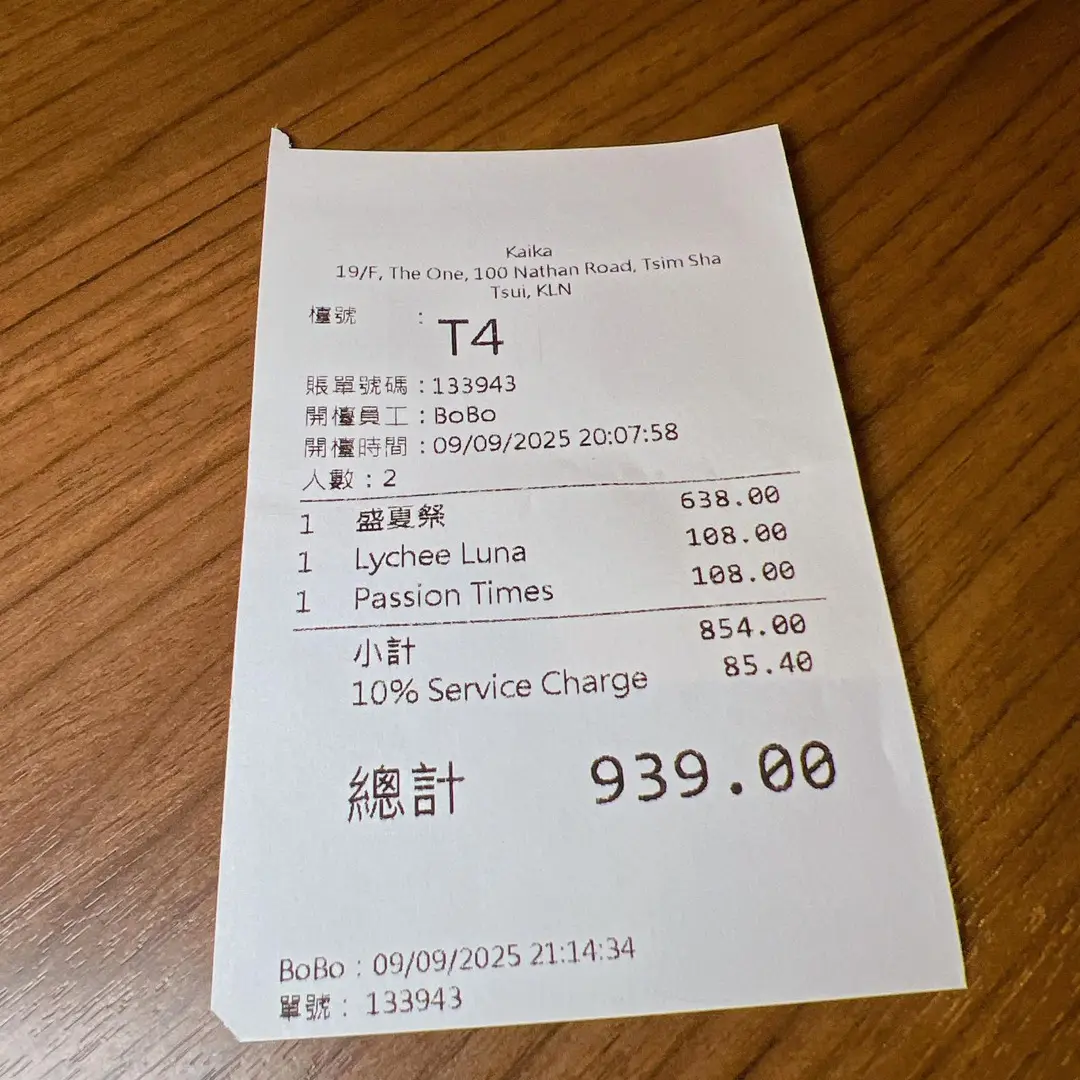 Kaika
19/F, The One, 100 Nathan Road, Tsim Sha
Tsui, KLN
檯號 : T4
賬單號碼 : 133943
開檯員工 : BoBo
開檯時間 : 09/09/2025 20:07:58
人數 : 2
1 盛夏祭 638.00
1 Lychee Luna 108.00
1 Passion Times 108.00
小計 854.00
10% Service Charge 85.40
總計 939.00
BoBo : 09/09/2025 21:14:34
單號 : 133943